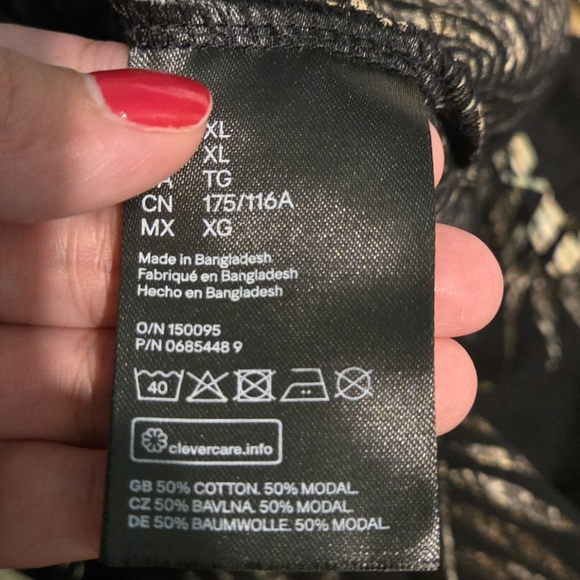 XL
XL
TG
CN 175/116A
MX XG
Made in Bangladesh
Fabriqué en Bangladesh
Hecho en Bangladesh
O/N 150095
P/N 0685448 9
40
clevercare.info
GB 50% COTTON. 50% MODAL.
CZ 50% BAVLNA. 50% MODAL.
DE 50% BAUMWOLLE. 50% MODAL.